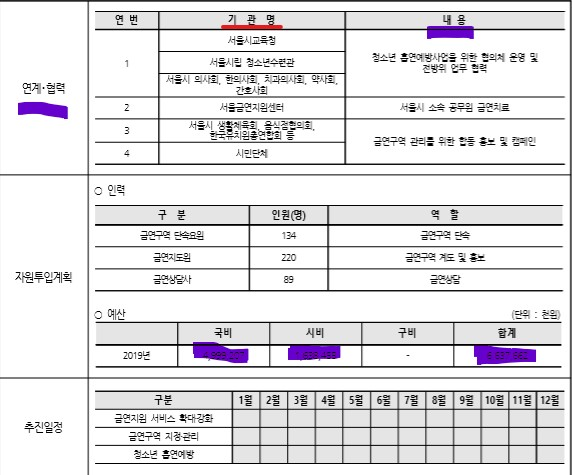 연계·협력
연 번 기 관 명 내 용
1
서울시교육청
서울시립 청소년수련관
서울시 의사회, 한의사회, 치과의사회, 약사회,
간호사회
청소년 흡연예방사업을 위한 협의체 운영 및
전방위 업무 협력
2 서울금연지원센터 서울시 소속 공무원 금연치료
3
서울시 생활체육회, 음식점협의회,
한국유치원총연합회 등
금연구역 관리를 위한 합동 홍보 및 캠페인
4 시민단체
자원투입계획
○ 인력
구 분 인원(명) 역 할
금연구역 단속요원 134 금연구역 단속
금연지도원 220 금연구역 계도 및 홍보
금연상담사 89 금연상담
○ 예산 (단위 : 천원)
국비 시비 구비 합계
2019년 -
추진일정
구분 1월 2월 3월 4월 5월 6월 7월 8월 9월 10월 11월 12월
금연지원 서비스 확대·강화
금연구역 지정·관리
청소년 흡연예방